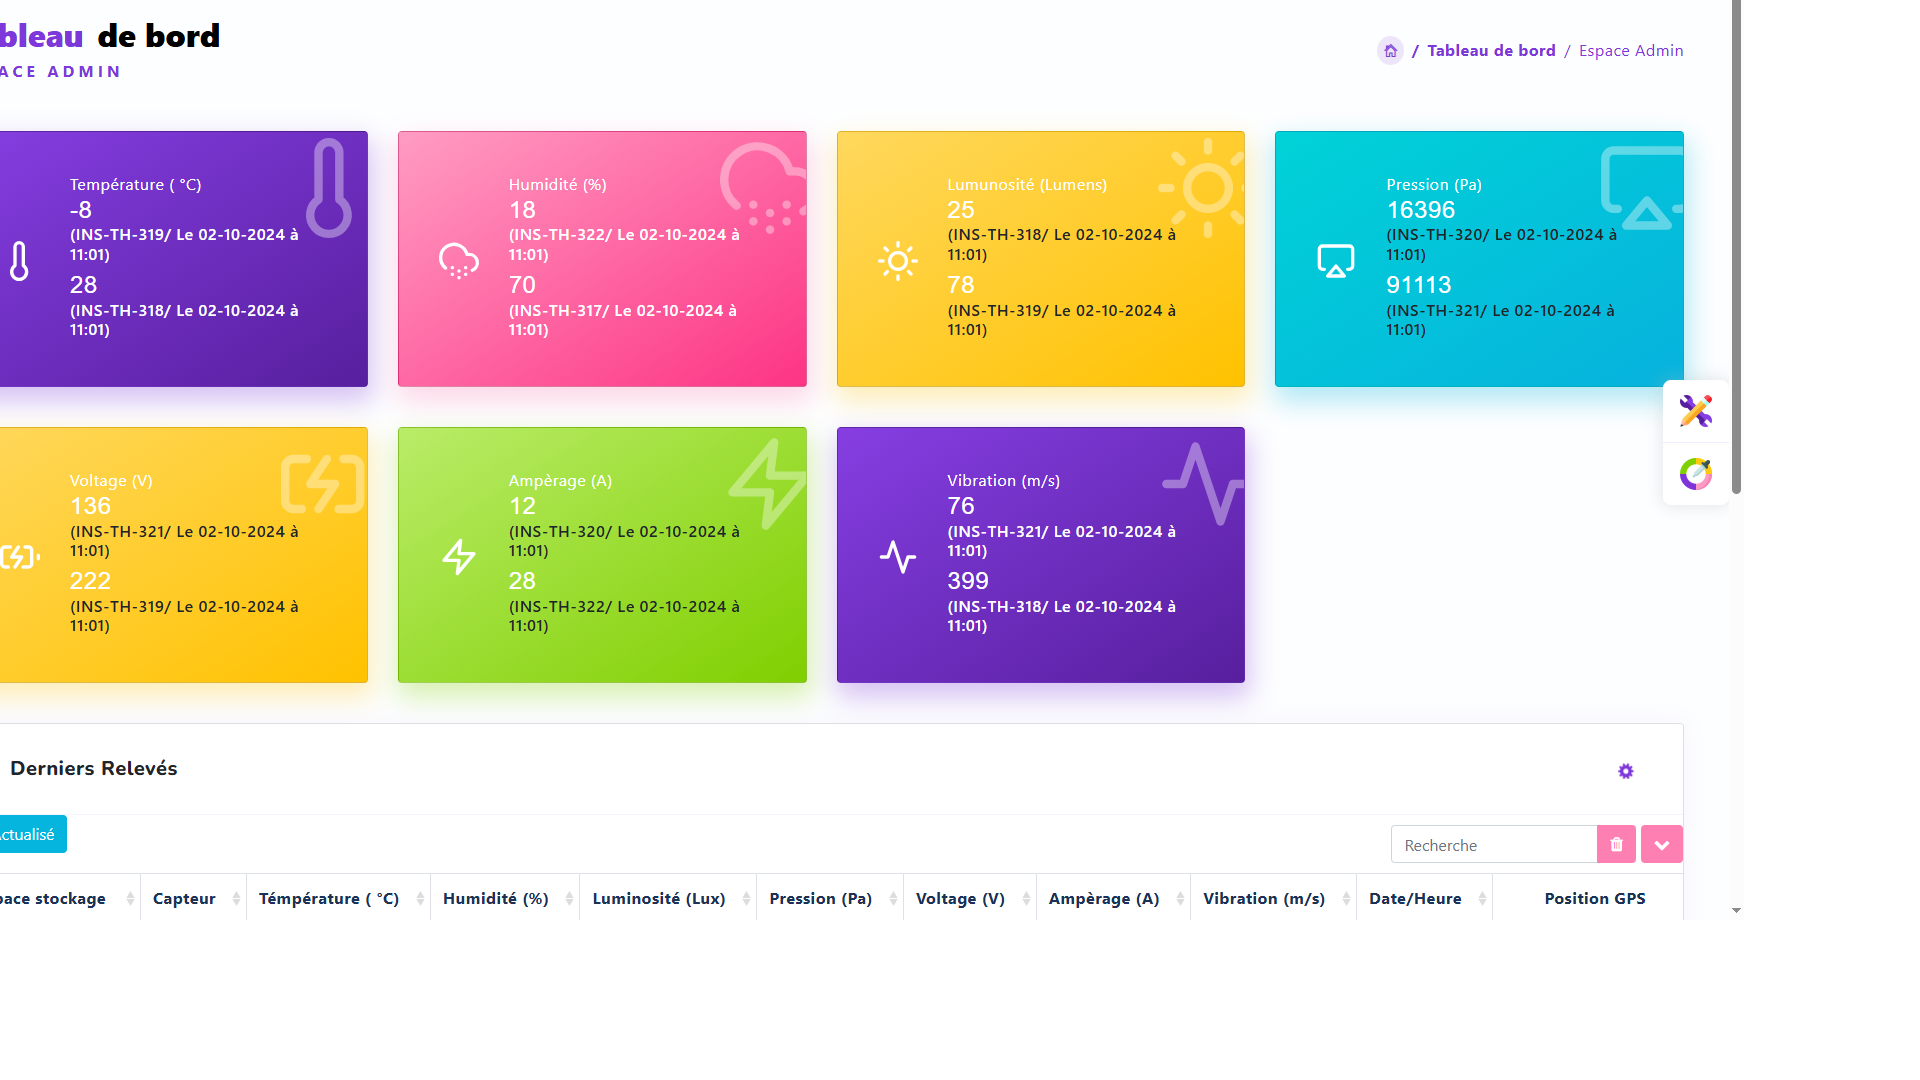 bleau de bord
ACE ADMIN
/ Tableau de bord / Espace Admin
Température ( °C)
-8
(INS-TH-319/ Le 02-10-2024 à
11:01)
28
(INS-TH-318/ Le 02-10-2024 à
11:01)
Humidité (%)
18
(INS-TH-322/ Le 02-10-2024 à
11:01)
70
(INS-TH-317/ Le 02-10-2024 à
11:01)
Lumunosité (Lumens)
25
(INS-TH-318/ Le 02-10-2024 à
11:01)
78
(INS-TH-319/ Le 02-10-2024 à
11:01)
Pression (Pa)
16396
(INS-TH-320/ Le 02-10-2024 à
11:01)
91113
(INS-TH-321/ Le 02-10-2024 à
11:01)
Voltage (V)
136
(INS-TH-321/ Le 02-10-2024 à
11:01)
222
(INS-TH-319/ Le 02-10-2024 à
11:01)
Ampèrage (A)
12
(INS-TH-320/ Le 02-10-2024 à
11:01)
28
(INS-TH-322/ Le 02-10-2024 à
11:01)
Vibration (m/s)
76
(INS-TH-321/ Le 02-10-2024 à
11:01)
399
(INS-TH-318/ Le 02-10-2024 à
11:01)
Derniers Relevés
ctualisé
Recherche
pace stockage Capteur Témpérature ( °C) Humidité (%) Luminosité (Lux) Pression (Pa) Voltage (V) Ampèrage (A) Vibration (m/s) Date/Heure Position GPS